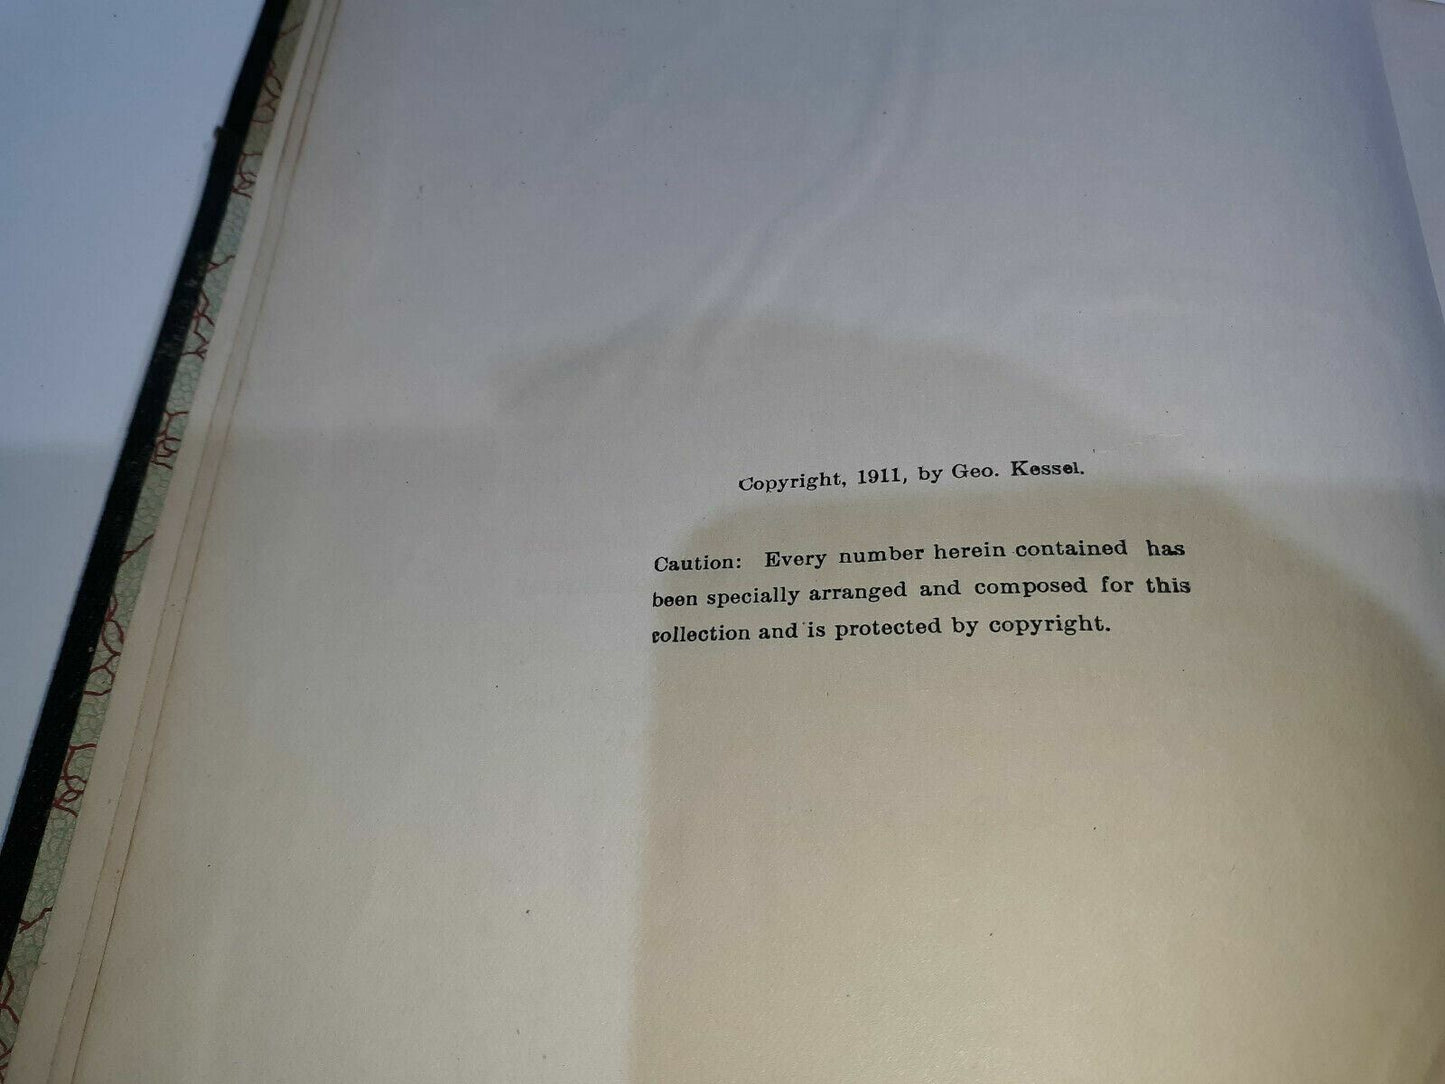 Copyright, 1911, by Geo. Kessel.
Caution: Every number herein contained has
been specially arranged and composed for this
collection and is protected by copyright.